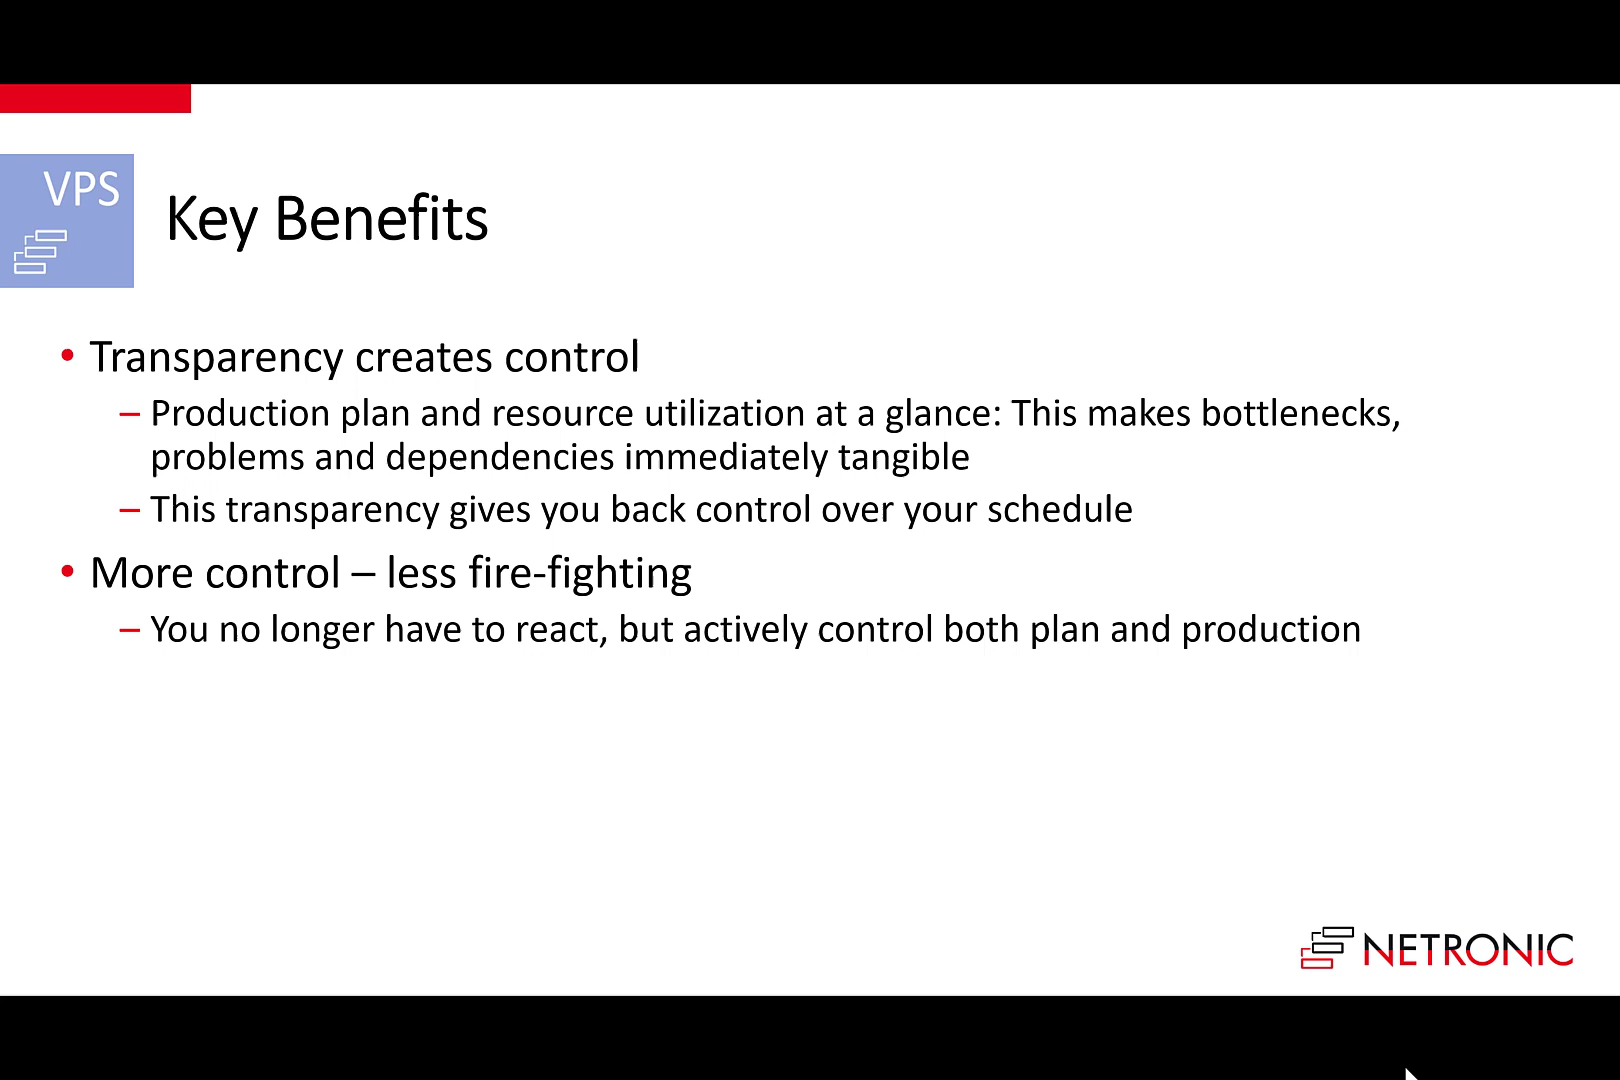 VPS
Key Benefits
• Transparency creates control
– Production plan and resource utilization at a glance: This makes bottlenecks,
problems and dependencies immediately tangible
– This transparency gives you back control over your schedule
• More control – less fire-fighting
– You no longer have to react, but actively control both plan and production
NETRONIC